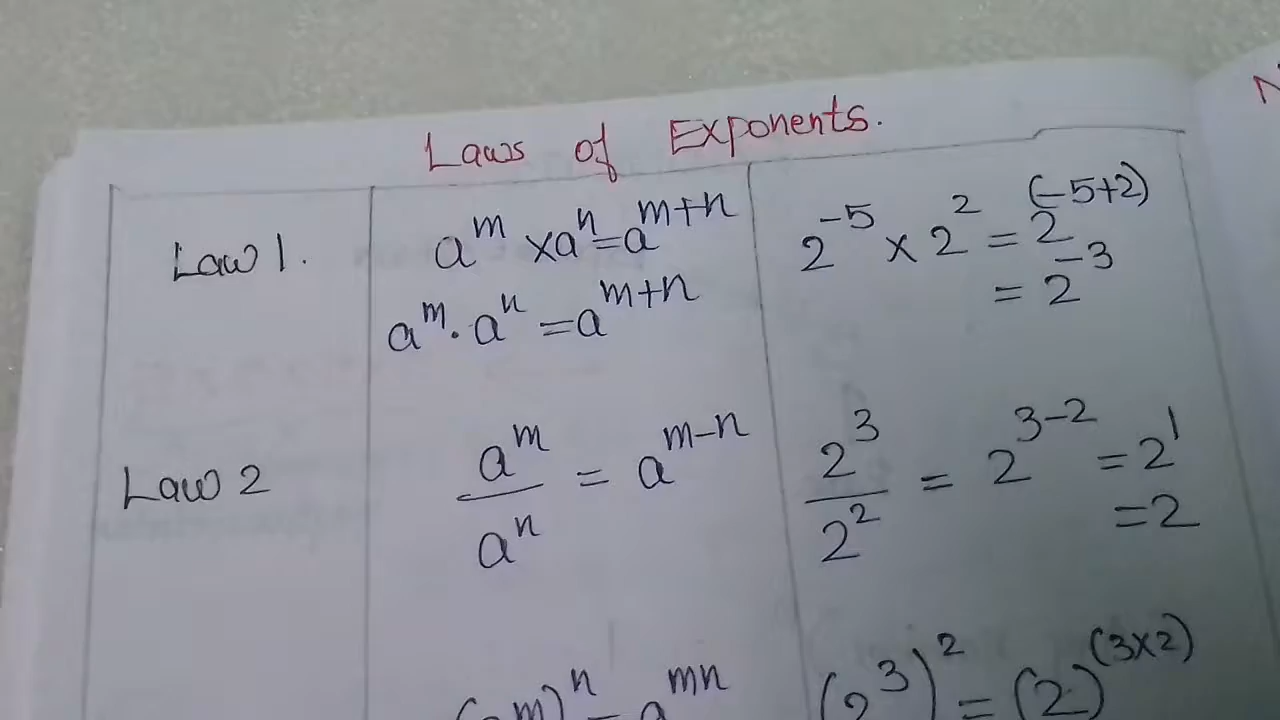 Laws of Exponents.
Law 1.
a^m × a^n = a^{m+n}
a^m . a^n = a^{m+n}
2^{-5} × 2^2 = 2^{(-5+2)}
= 2^{-3}
Law 2
a^m / a^n = a^{m-n}
2^3 / 2^2 = 2^{3-2} = 2^1
= 2
(a^m)^n = a^{mn}
(2^3)^2 = (2)^{(3×2)}